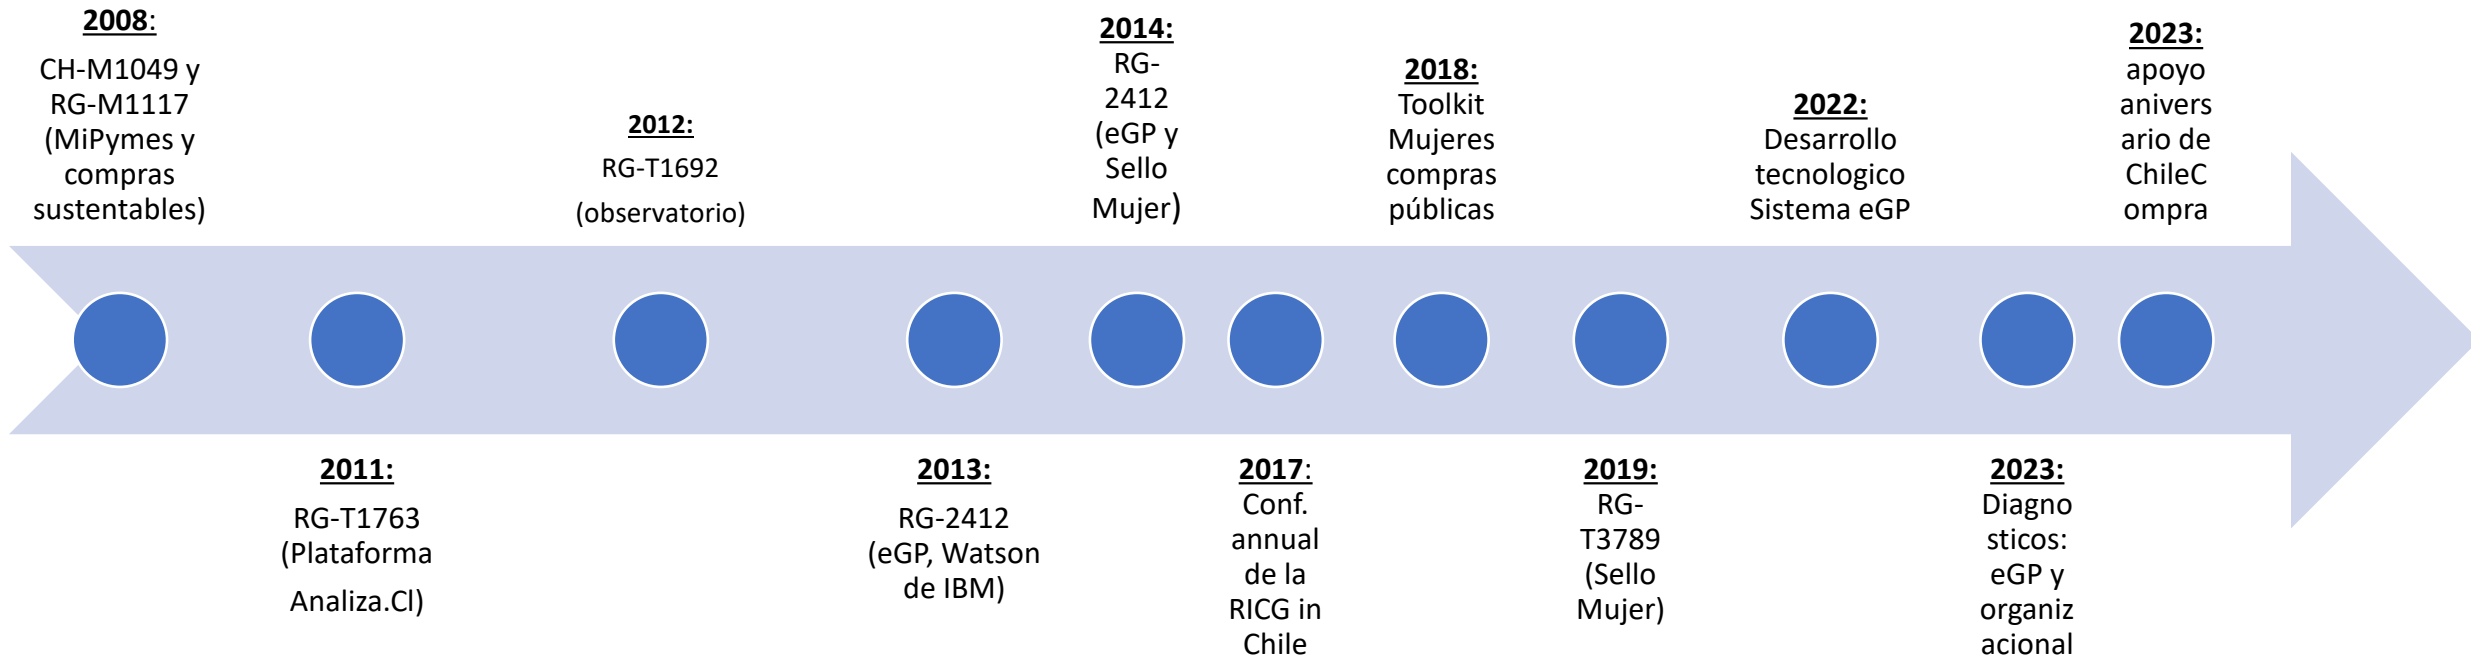 2008:
CH-M1049 y
RG-M1117
(MiPymes y
compras
sustentables)
2011:
RG-T1763
(Plataforma
Analiza.Cl)
2012:
RG-T1692
(observatorio)
2013:
RG-2412
(eGP, Watson
de IBM)
2014:
RG-
2412
(eGP y
Sello
Mujer)
2017:
Conf.
annual
de la
RICG in
Chile
2018:
Toolkit
Mujeres
compras
públicas
2019:
RG-
T3789
(Sello
Mujer)
2022:
Desarrollo
tecnologico
Sistema eGP
2023:
Diagno
sticos:
eGP y
organiz
acional
2023:
apoyo
anivers
ario de
ChileC
ompra